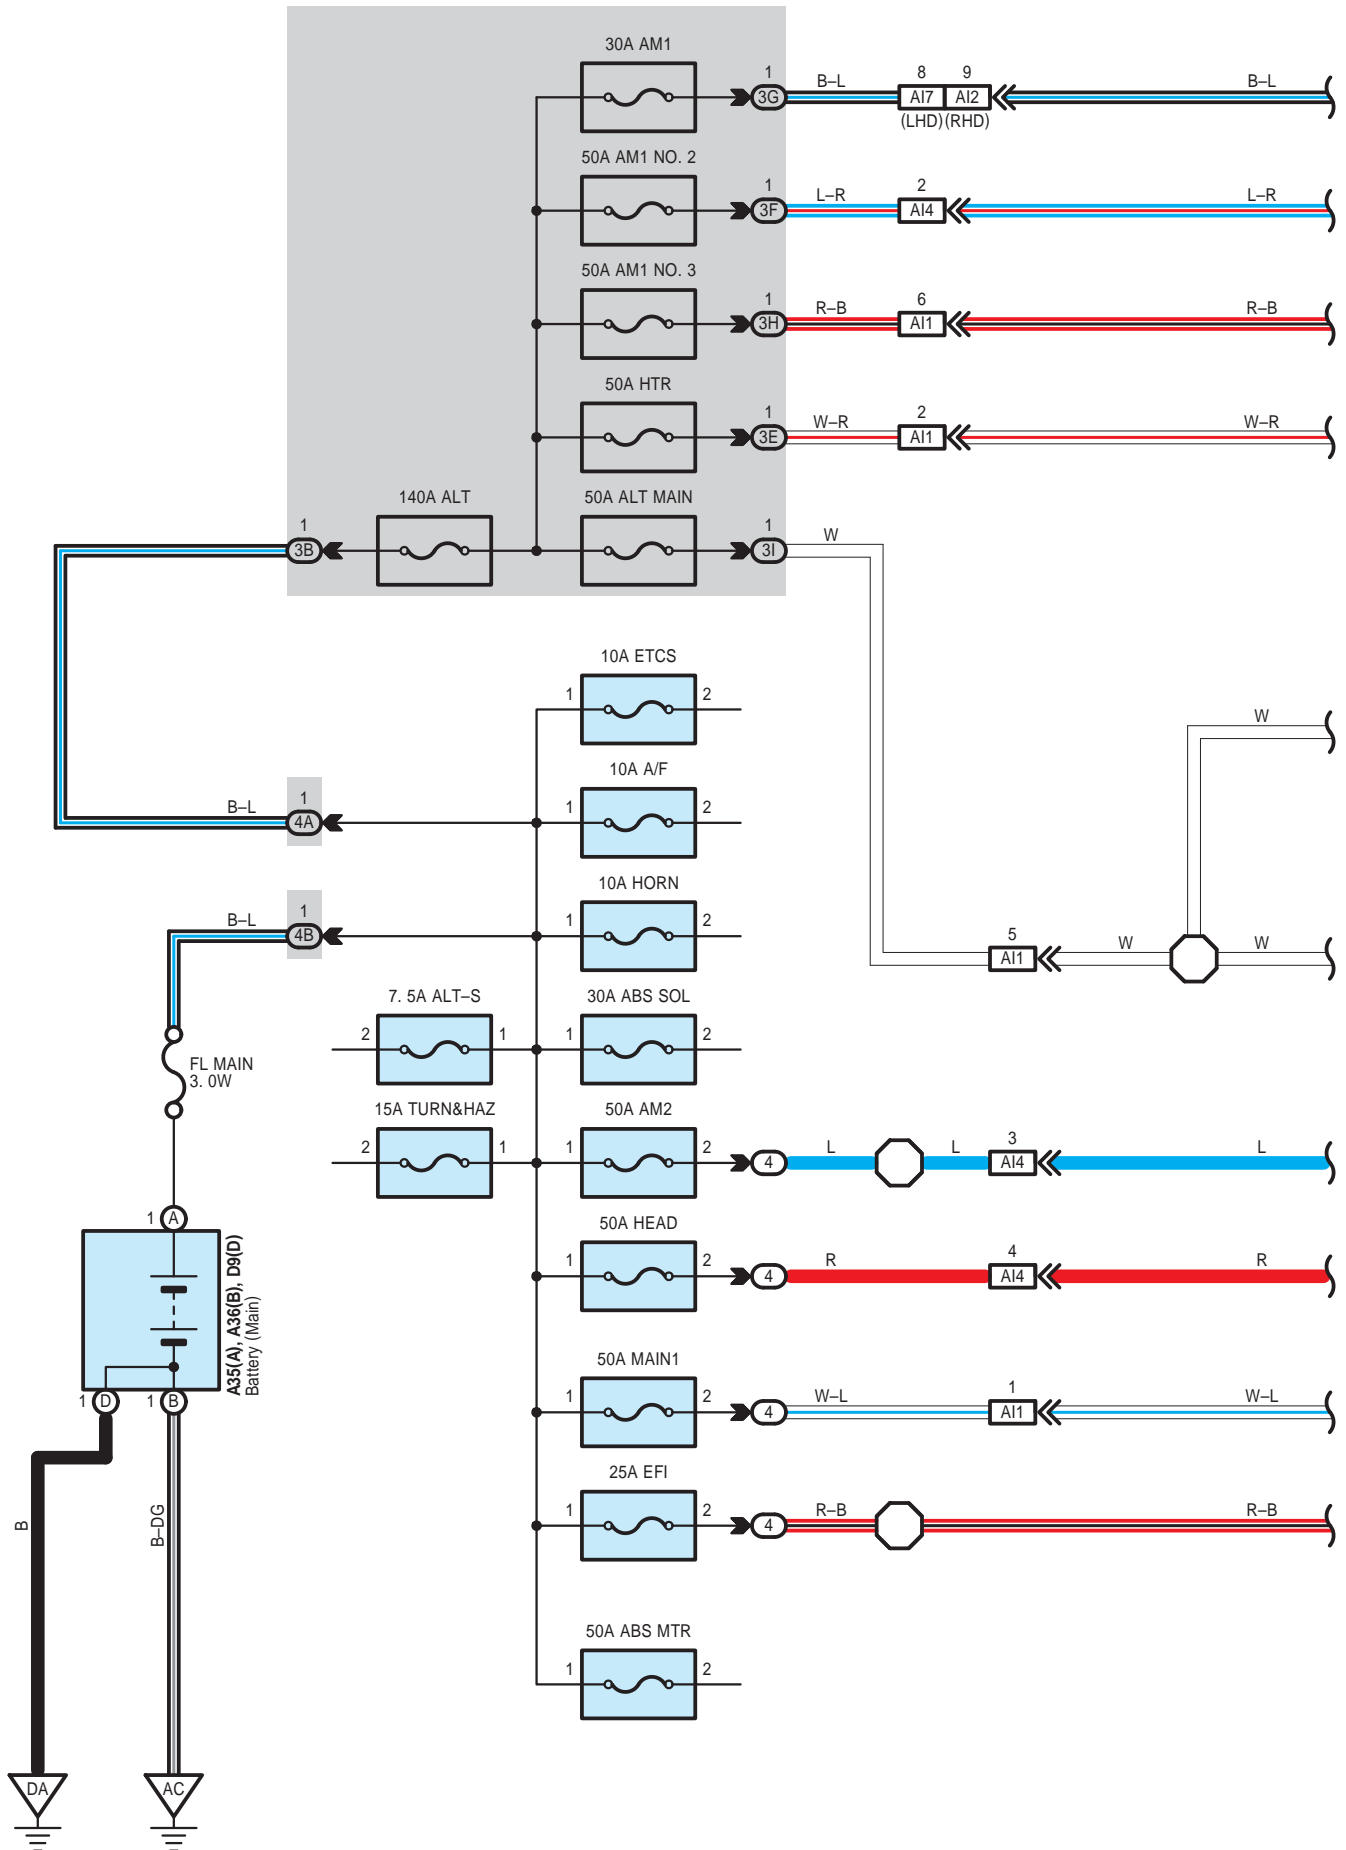 30A AM1
1
3G
B–L
8 9
AI7 AI2
(LHD) (RHD)
B–L
50A AM1 NO. 2
1
3F
L–R
2
AI4
L–R
50A AM1 NO. 3
1
3H
R–B
6
AI1
R–B
50A HTR
1
3E
W–R
2
AI1
W–R
140A ALT
50A ALT MAIN
1
3B
1
3I
W
10A ETCS
1 2
W
10A A/F
1 2
B–L
1
4A
10A HORN
1 2
B–L
1
4B
5
AI1
W
W
7. 5A ALT–S
2 1
30A ABS SOL
1 2
FL MAIN
3. 0W
15A TURN&HAZ
2 1
50A AM2
1 2
4
L
L
3
AI4
L
1 A
50A HEAD
1 2
4
R
4
AI4
R
A35(A), A36(B), D9(D)
Battery (Main)
50A MAIN1
1 2
4
W–L
1
AI1
W–L
1 D
1 B
25A EFI
1 2
4
R–B
R–B
B
B–DG
50A ABS MTR
1 2
DA
AC